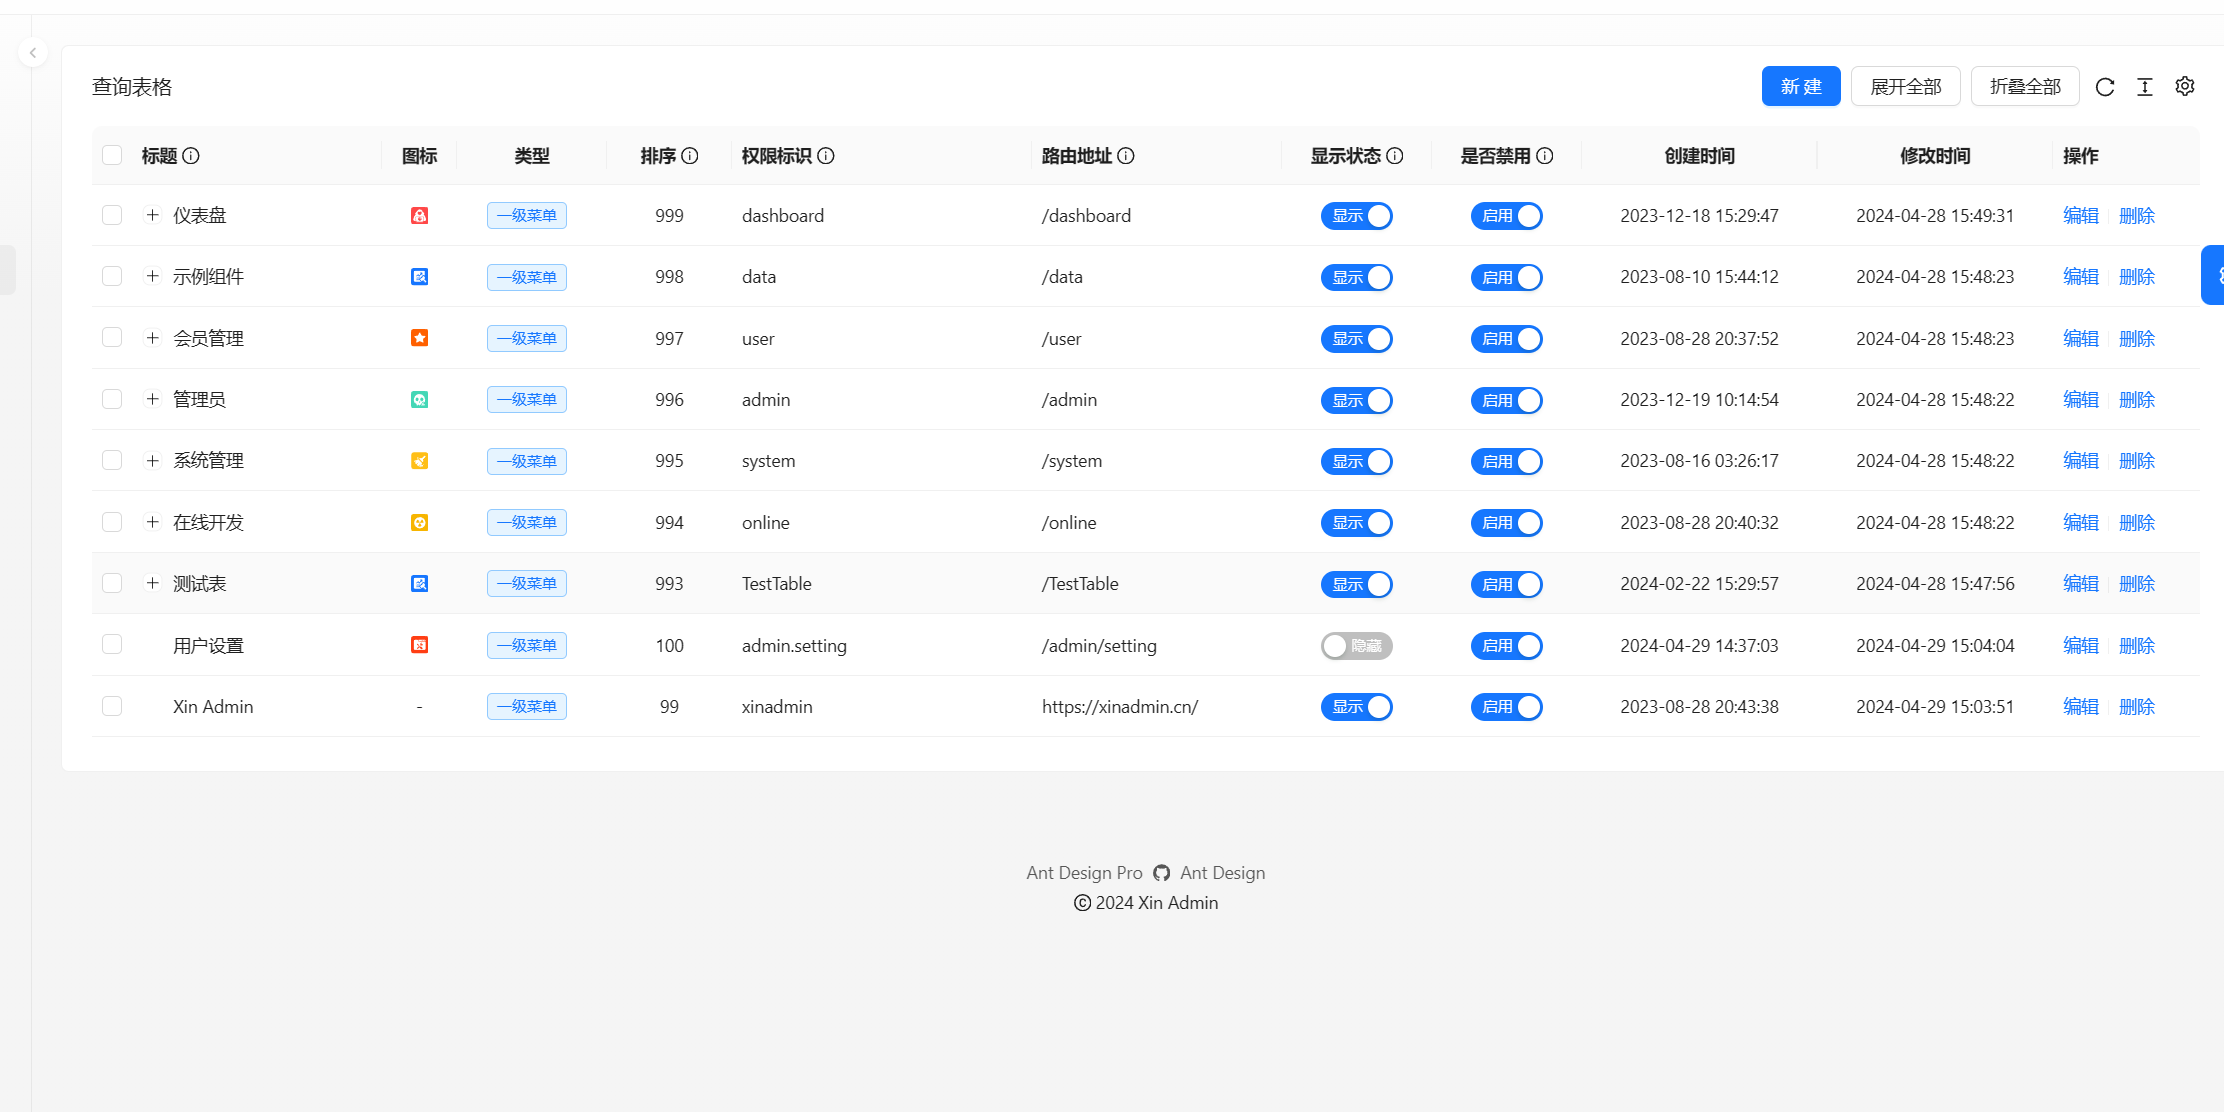 查询表格 新 建 展开全部 折叠全部
标题 图标 类型 排序 权限标识 路由地址 显示状态 是否禁用 创建时间 修改时间 操作
仪表盘 一级菜单 999 dashboard /dashboard 显示 启用 2023-12-18 15:29:47 2024-04-28 15:49:31 编辑 删除
示例组件 一级菜单 998 data /data 显示 启用 2023-08-10 15:44:12 2024-04-28 15:48:23 编辑 删除
会员管理 一级菜单 997 user /user 显示 启用 2023-08-28 20:37:52 2024-04-28 15:48:23 编辑 删除
管理员 一级菜单 996 admin /admin 显示 启用 2023-12-19 10:14:54 2024-04-28 15:48:22 编辑 删除
系统管理 一级菜单 995 system /system 显示 启用 2023-08-16 03:26:17 2024-04-28 15:48:22 编辑 删除
在线开发 一级菜单 994 online /online 显示 启用 2023-08-28 20:40:32 2024-04-28 15:48:22 编辑 删除
测试表 一级菜单 993 TestTable /TestTable 显示 启用 2024-02-22 15:29:57 2024-04-28 15:47:56 编辑 删除
用户设置 一级菜单 100 admin.setting /admin/setting 隐藏 启用 2024-04-29 14:37:03 2024-04-29 15:04:04 编辑 删除
Xin Admin - 一级菜单 99 xinadmin https://xinadmin.cn/ 显示 启用 2023-08-28 20:43:38 2024-04-29 15:03:51 编辑 删除
Ant Design Pro Ant Design
© 2024 Xin Admin